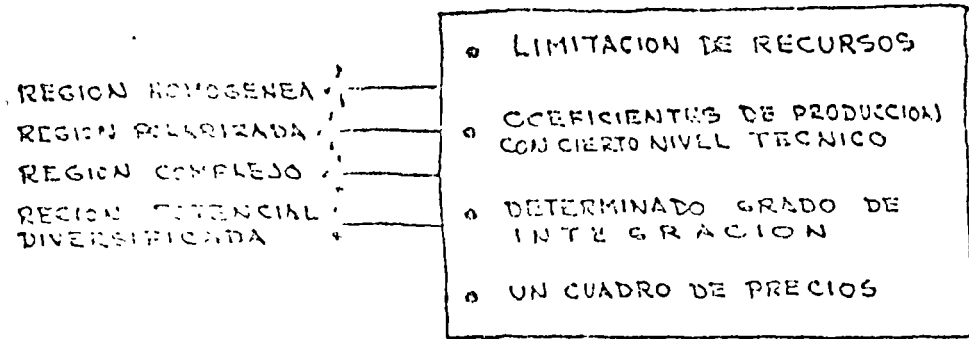 REGION HOMOGENEA
REGION POLARIZADA
REGION COMPLEJO
REGION POTENCIAL
DIVERSIFICADA
• LIMITACION DE RECURSOS
• COEFICIENTES DE PRODUCCION
CON CIERTO NIVEL TECNICO
• DETERMINADO GRADO DE
INTEGRACION
• UN CUADRO DE PRECIOS